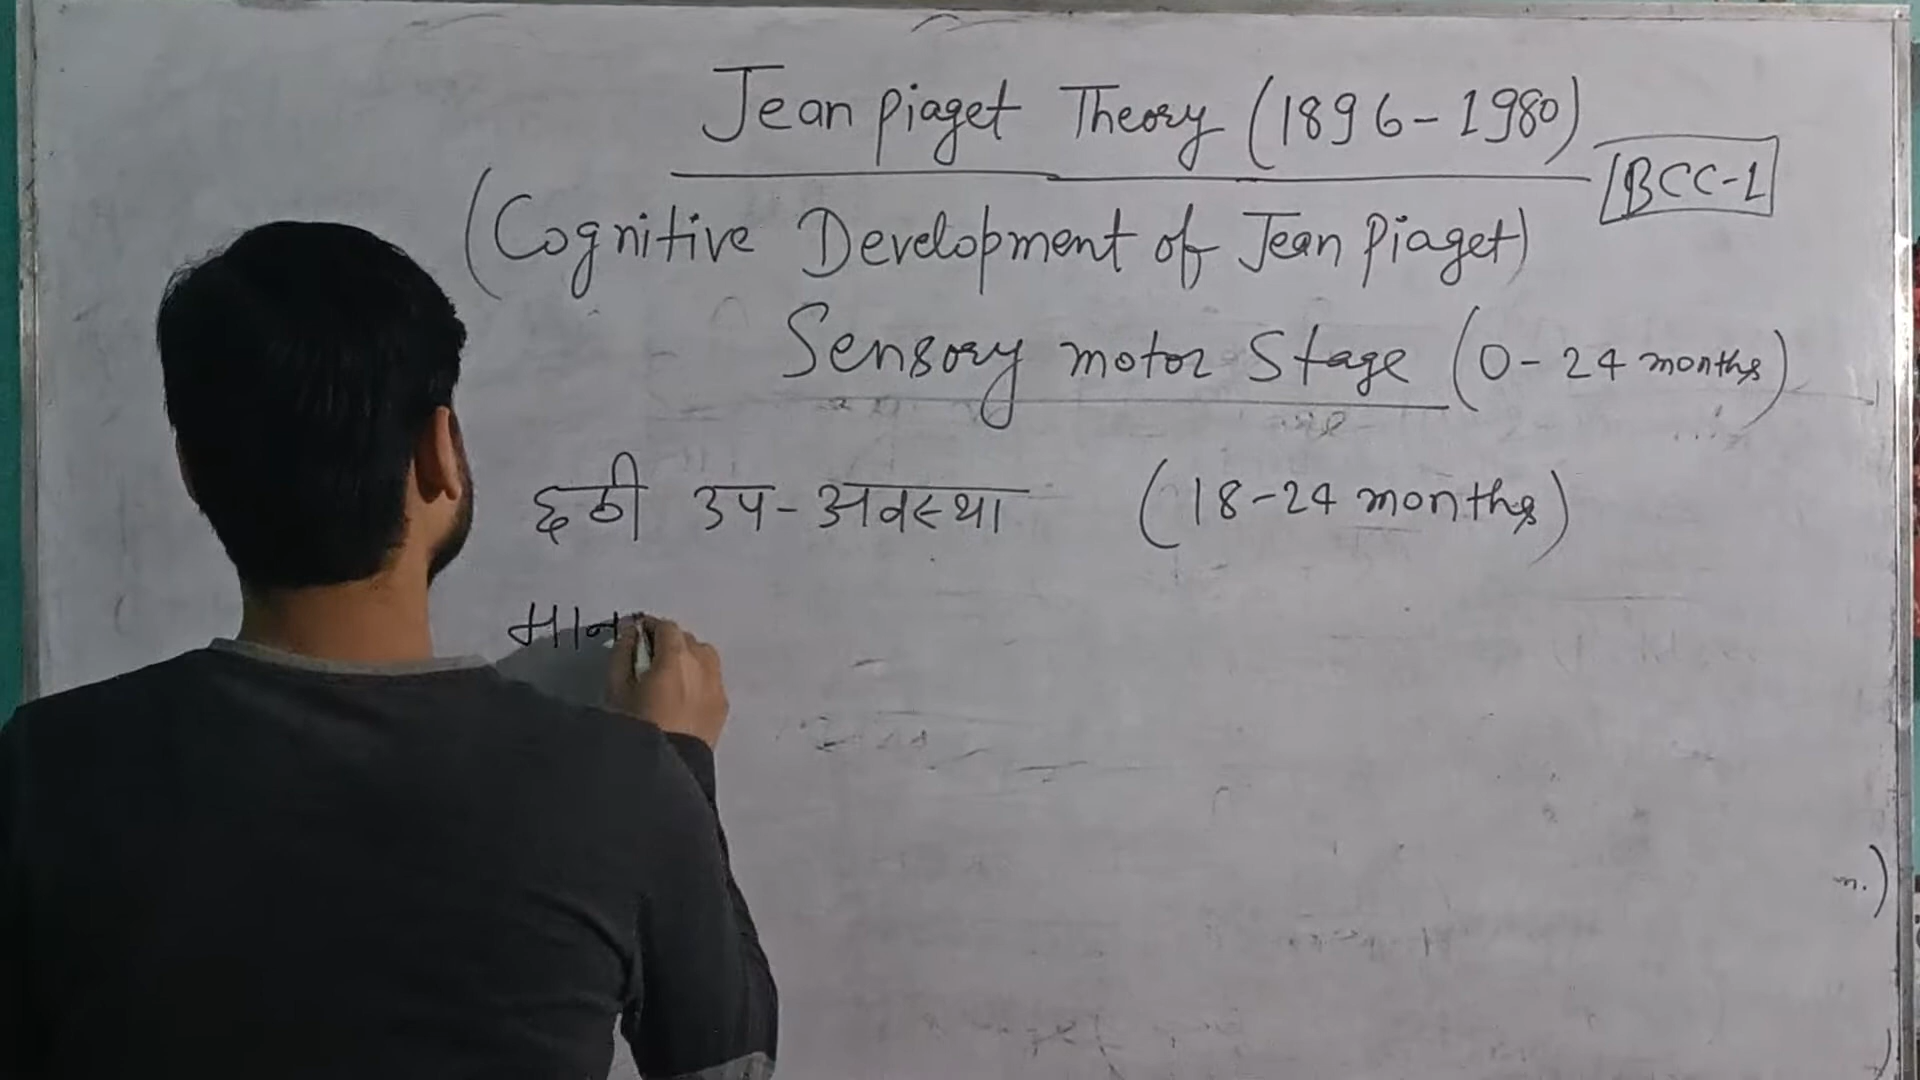 Jean piaget Theory (1896-1980)
BCC-1
(Cognitive Development of Jean Piaget)
Sensory motor Stage (0-24 months)
छठी उप-अवस्था (18-24 months)
मान
m.)